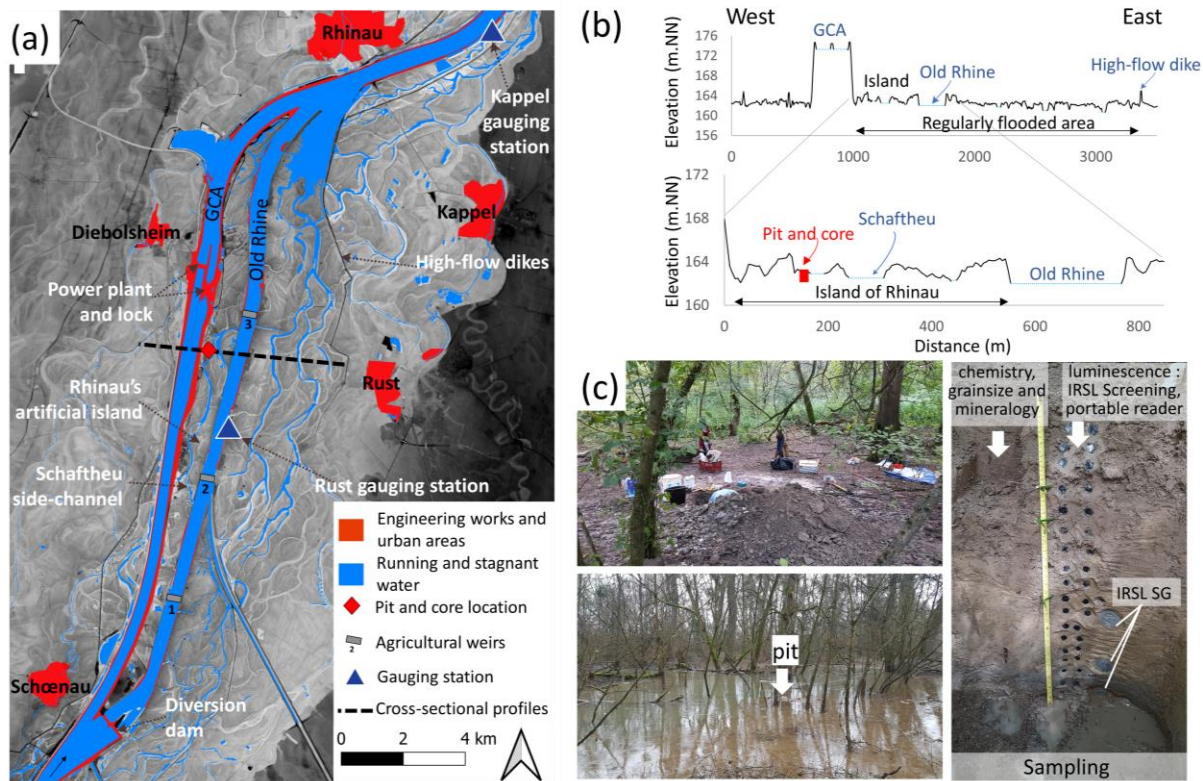 (a)
Rhinau
Kappel
gauging
station
Kappel
GCA
Diebolsheim
Old Rhine
High-flow dikes
Power plant
and lock
3
Rust
Rhinau's
artificial island
Schaftheu
side-channel
2
Rust gauging station
1
Schœnau
Diversion
dam
Engineering works and
urban areas
Running and stagnant
water
Pit and core location
2
Agricultural weirs
Gauging station
Cross-sectional profiles
0 2 4 km
(b)
West
East
Elevation (m.NN)
176
172
168
164
160
156
GCA
Island
Old Rhine
High-flow dike
Regularly flooded area
0 1000 2000 3000
Elevation (m.NN)
172
168
164
160
Pit and core
Schaftheu
Old Rhine
Island of Rhinau
0 200 400 600 800
Distance (m)
(c)
pit
chemistry,
grainsize and
mineralogy
luminescence :
IRSL Screening,
portable reader
IRSL SG
Sampling